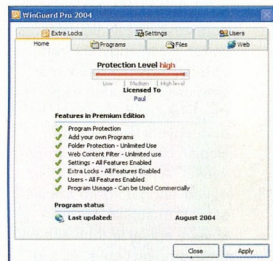 WinGuard Pro 2004
Extra Locks
Settings
Users
Home
Programs
Files
Web
Protection Level high
Low Medium High level
Licensed To
Paul
Features in Premium Edition
Program Protection
Add your own Programs
Folder Protection - Unlimited Use
Web Content Filter - Unlimited use
Settings - All Features Enabled
Extra Locks - All Features Enabled
Users - All Features Enabled
Program Useage - Can be Used Commercially
Program status
Last updated: August 2004
Close Apply